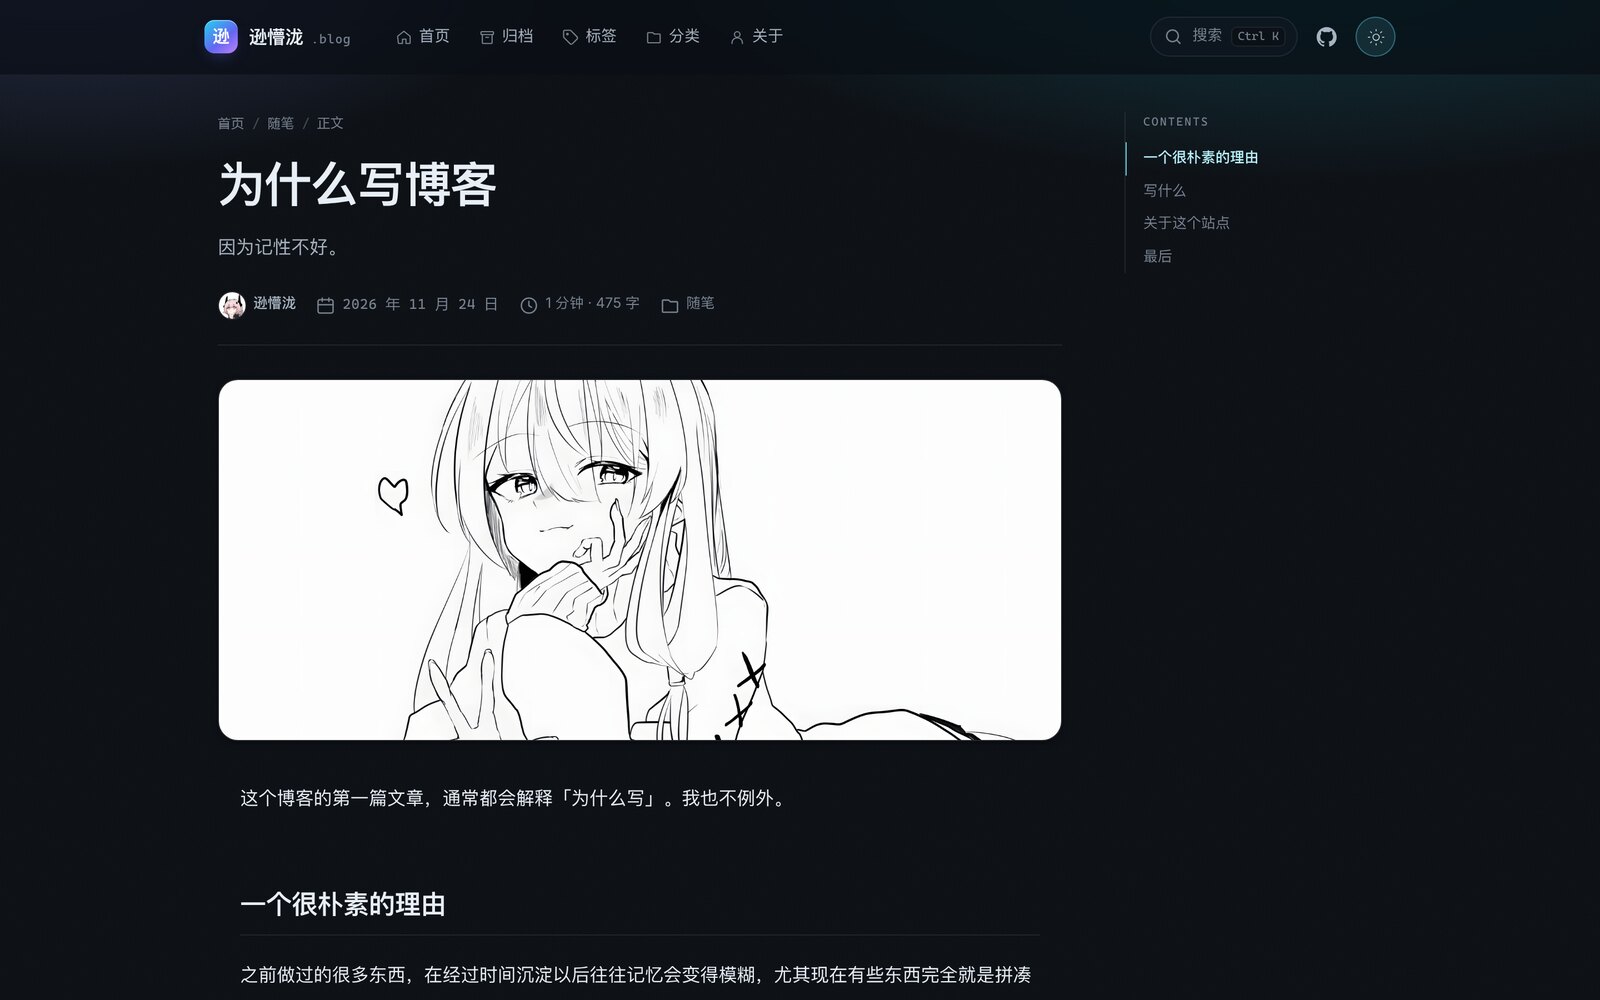 逊 逊懵泷 .blog 首页 归档 标签 分类 关于 搜索 Ctrl K
首页 / 随笔 / 正文
为什么写博客
因为记性不好。
逊懵泷 2026 年 11 月 24 日 1 分钟 · 475 字 随笔
CONTENTS
一个很朴素的理由
写什么
关于这个站点
最后
这个博客的第一篇文章，通常都会解释「为什么写」。我也不例外。
一个很朴素的理由
之前做过的很多东西，在经过时间沉淀以后往往记忆会变得模糊，尤其现在有些东西完全就是拼凑